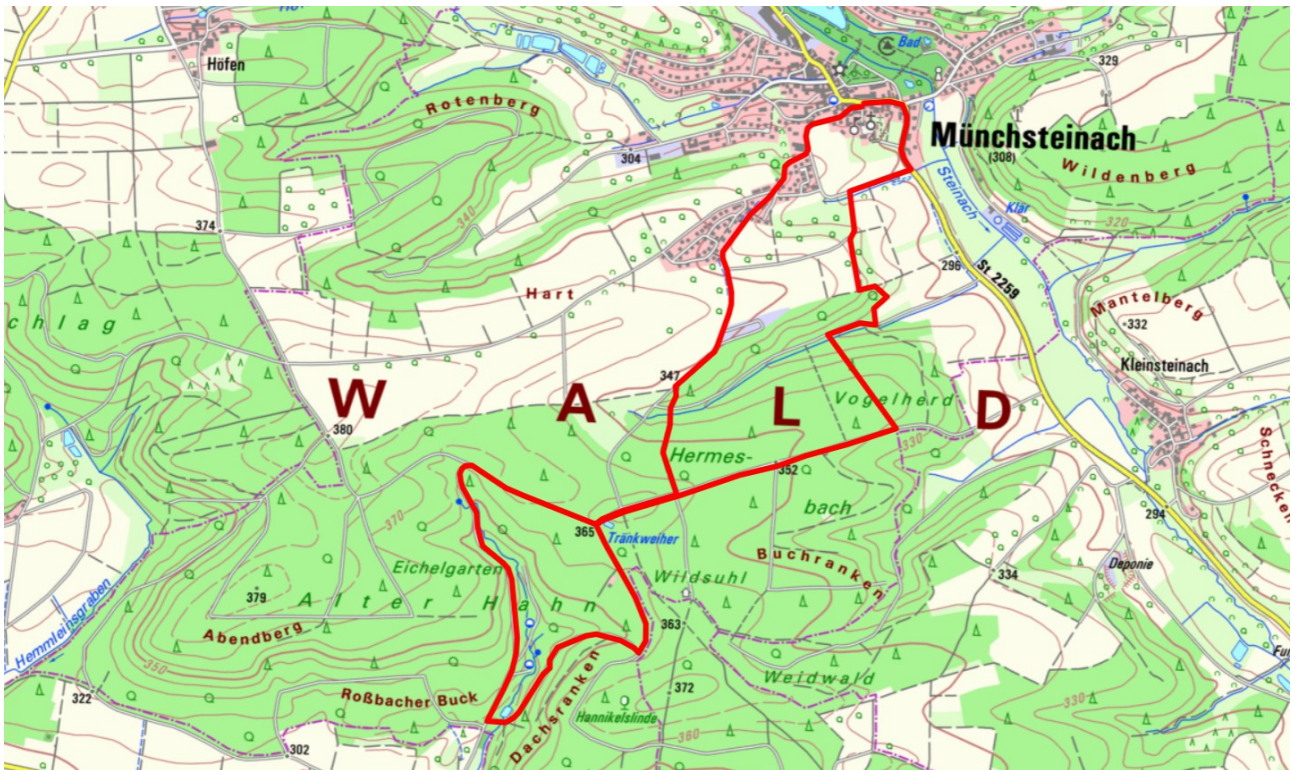 Höfen
Bad
329
Rotenberg
304
Münchsteinach
(308)
Wildenberg
340
Steinach
Klär
320
374
296
St 2259
Hart
Mantelberg
332
chlag
Kleinsteinach
347
W A L D
Vogelherd
380
330
Schnecken
Hermes-
352
bach
370
294
365
Tränkweiher
Eichelgarten
Buchranken
Deponie
Wildsuhl
334
379
Alter Hahn
Hemmleinsgraben
Abendberg
363
350
Weidwald
322
Roßbacher Buck
Dachsranken
372
330
Hannikelslinde
302
360